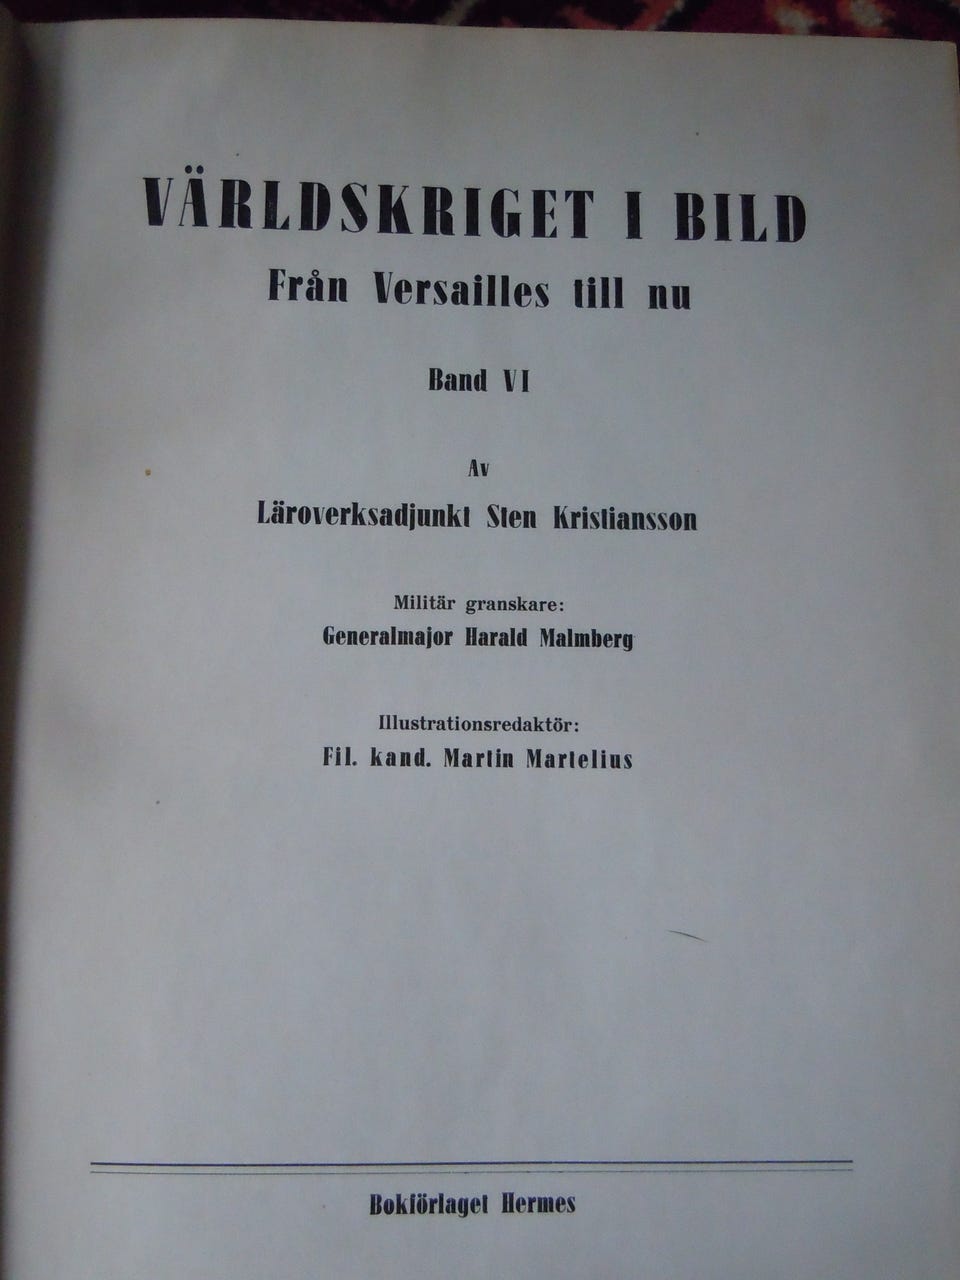 VÄRLDSKRIGET I BILD
Från Versailles till nu
Band VI
Av
Läroverksadjunkt Sten Kristiansson
Militär granskare:
Generalmajor Harald Malmberg
Illustrationsredaktör:
Fil. kand. Martin Martelius
Bokförlaget Hermes